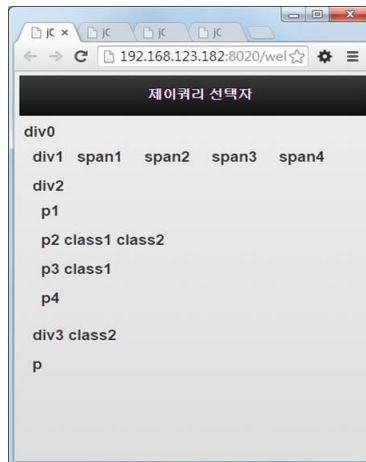 jC jC jC jC
192.168.123.182:8020/wel
제이쿼리 선택자
div0
div1 span1 span2 span3 span4
div2
p1
p2 class1 class2
p3 class1
p4
div3 class2
p